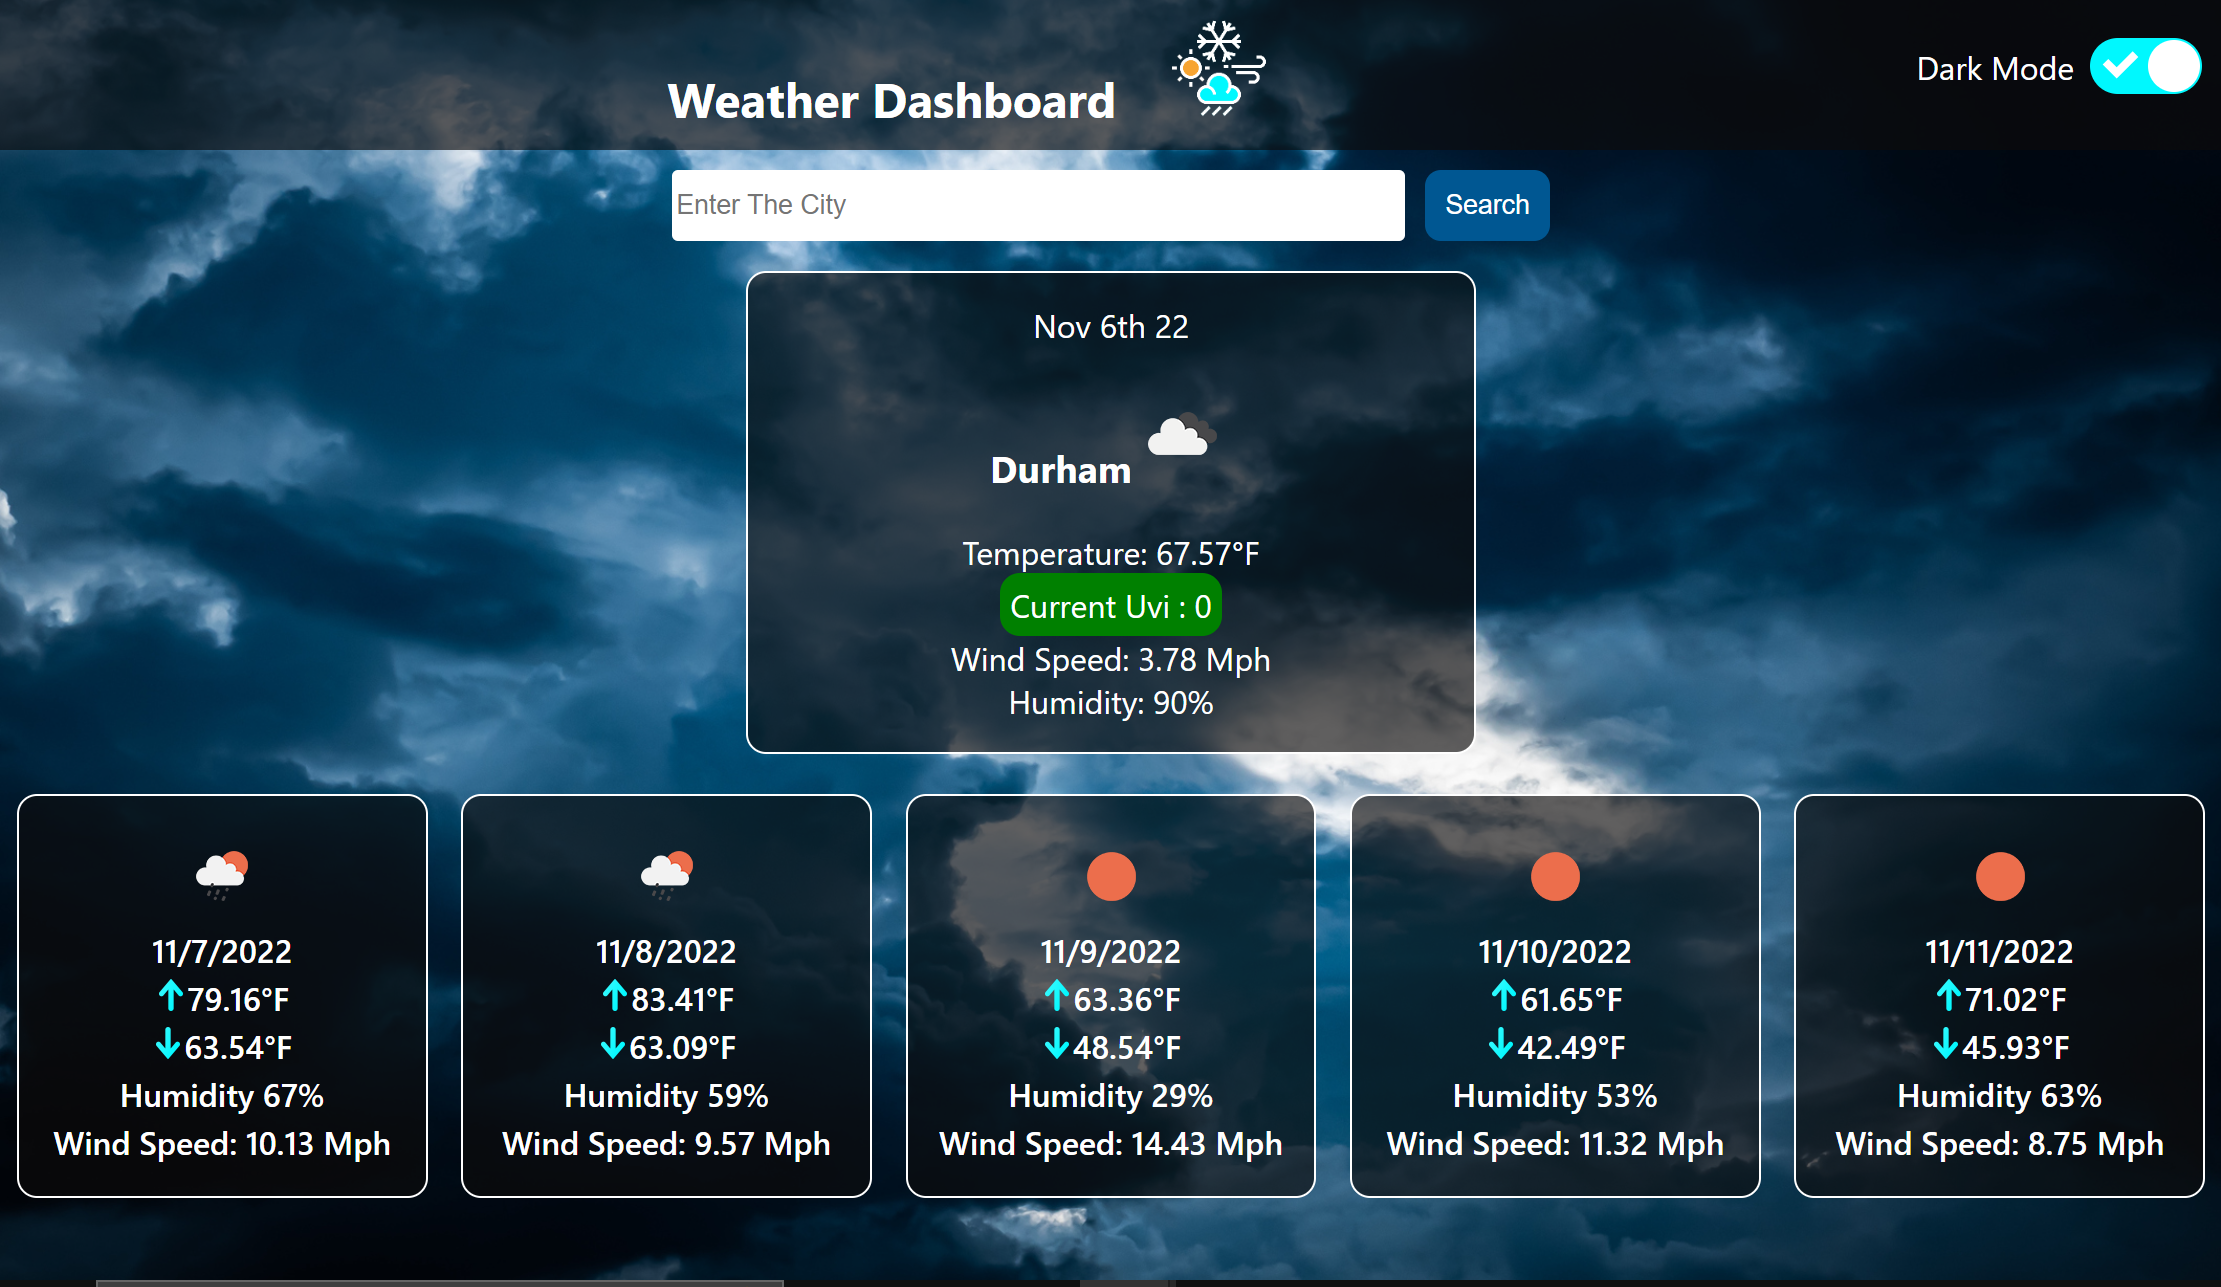 Weather Dashboard
Dark Mode
Enter The City
Search
Nov 6th 22
Durham
Temperature: 67.57°F
Current Uvi : 0
Wind Speed: 3.78 Mph
Humidity: 90%
11/7/2022
↑79.16°F
↓63.54°F
Humidity 67%
Wind Speed: 10.13 Mph
11/8/2022
↑83.41°F
↓63.09°F
Humidity 59%
Wind Speed: 9.57 Mph
11/9/2022
↑63.36°F
↓48.54°F
Humidity 29%
Wind Speed: 14.43 Mph
11/10/2022
↑61.65°F
↓42.49°F
Humidity 53%
Wind Speed: 11.32 Mph
11/11/2022
↑71.02°F
↓45.93°F
Humidity 63%
Wind Speed: 8.75 Mph